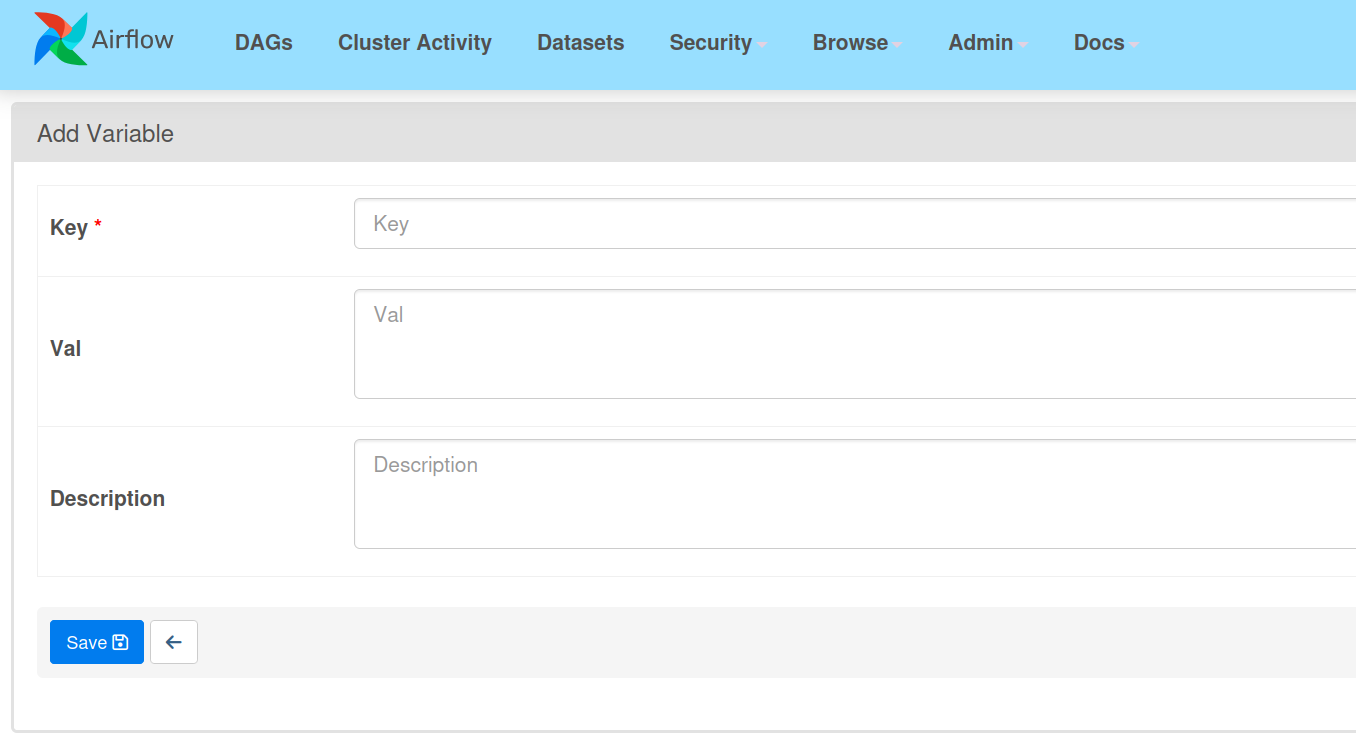 Airflow DAGs Cluster Activity Datasets Security Browse Admin Docs
Add Variable
Key * Key
Val Val
Description Description
Save